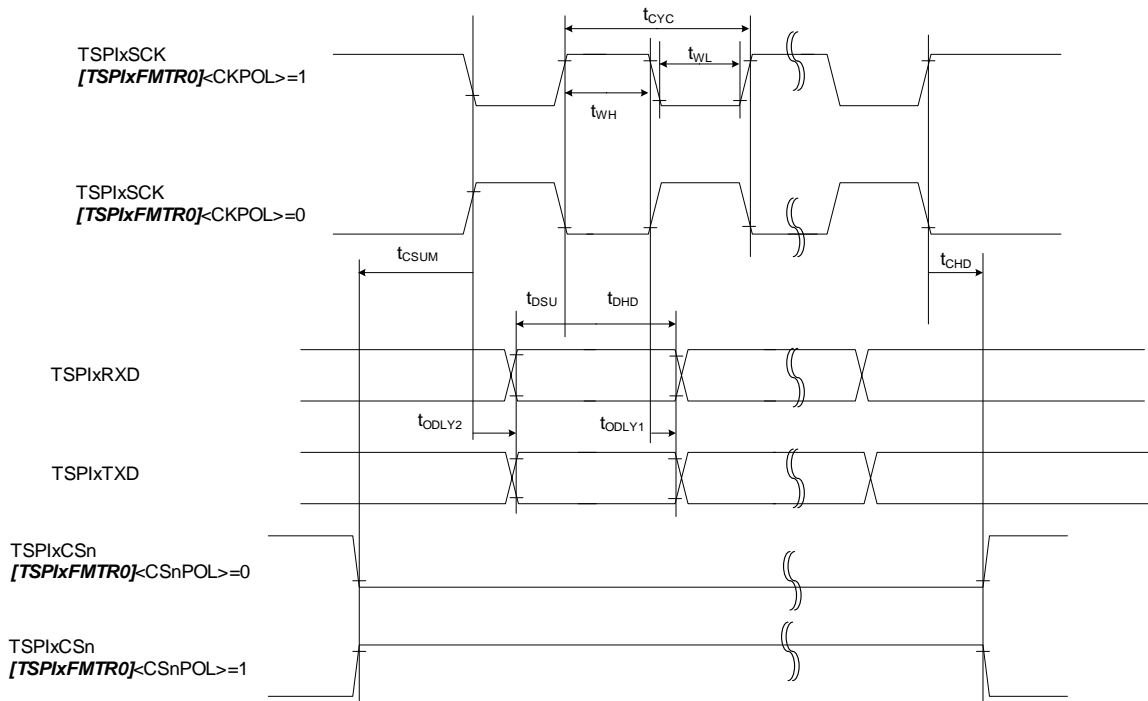 tCYC
TSPIxSCK
[TSPIxFMTR0]<CKPOL>=1
tWL
tWH
TSPIxSCK
[TSPIxFMTR0]<CKPOL>=0
tCSUM
tCHD
tDSU
tDHD
TSPIxRXD
tODLY2
tODLY1
TSPIxTXD
TSPIxCSn
[TSPIxFMTR0]<CSnPOL>=0
TSPIxCSn
[TSPIxFMTR0]<CSnPOL>=1